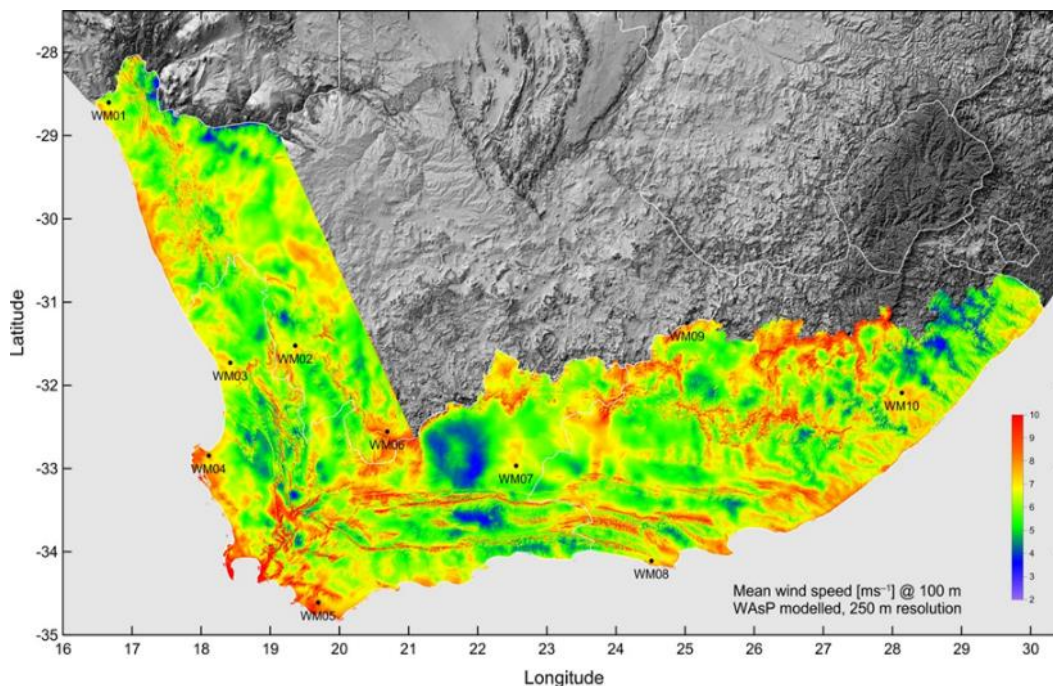 -28
-29
-30
-31
-32
-33
-34
-35
Latitude
WM01
WM02
WM03
WM09
WM10
WM06
WM04
WM07
WM08
WM05
10
9
8
7
6
5
4
3
2
Mean wind speed [ms⁻¹] @ 100 m
WAsP modelled, 250 m resolution
16 17 18 19 20 21 22 23 24 25 26 27 28 29 30
Longitude